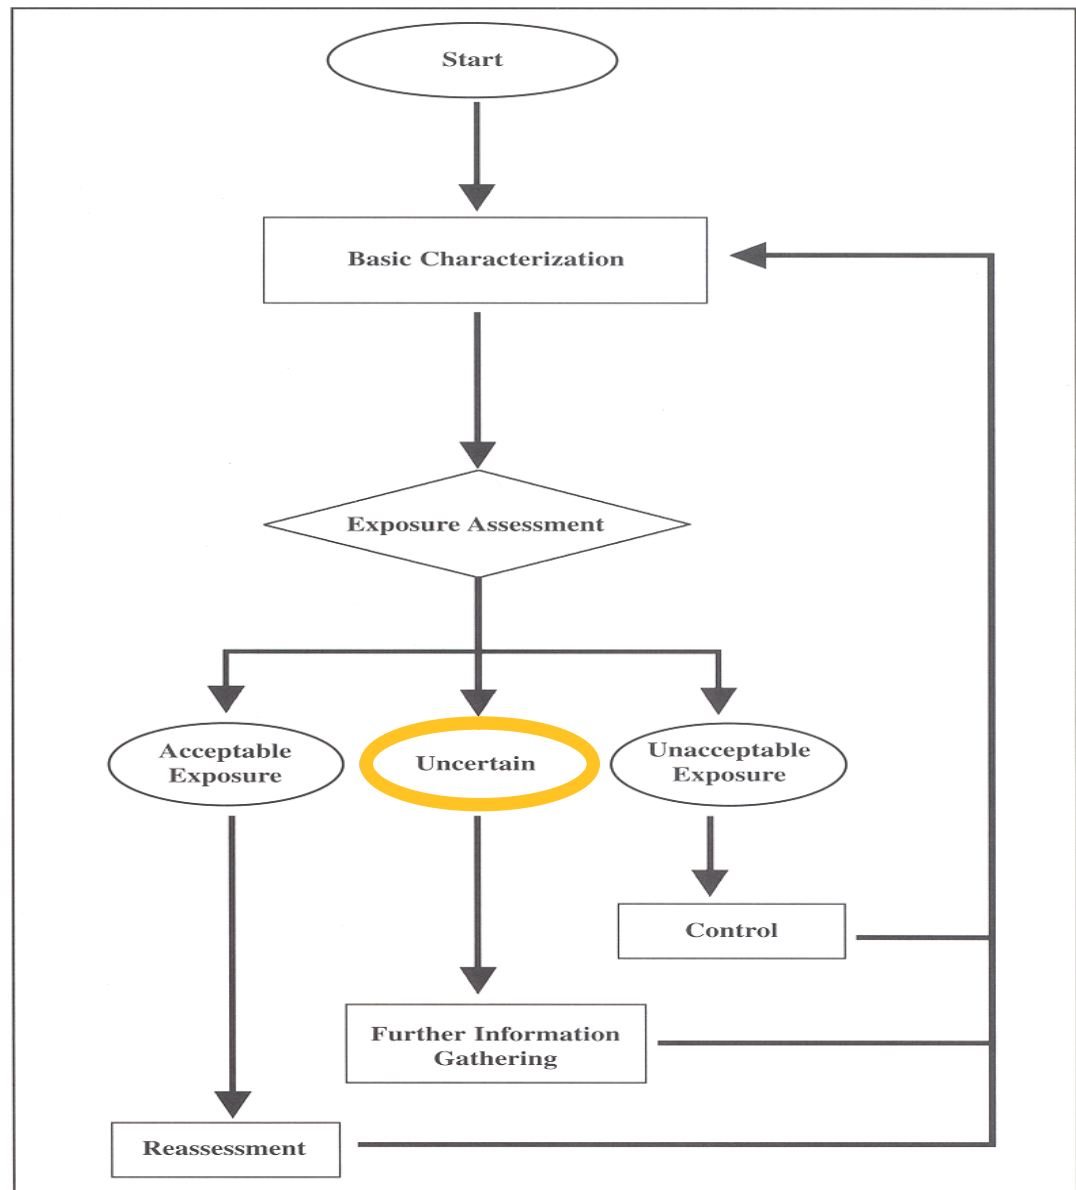 Start
Basic Characterization
Exposure Assessment
Acceptable
Exposure
Uncertain
Unacceptable
Exposure
Control
Further Information
Gathering
Reassessment